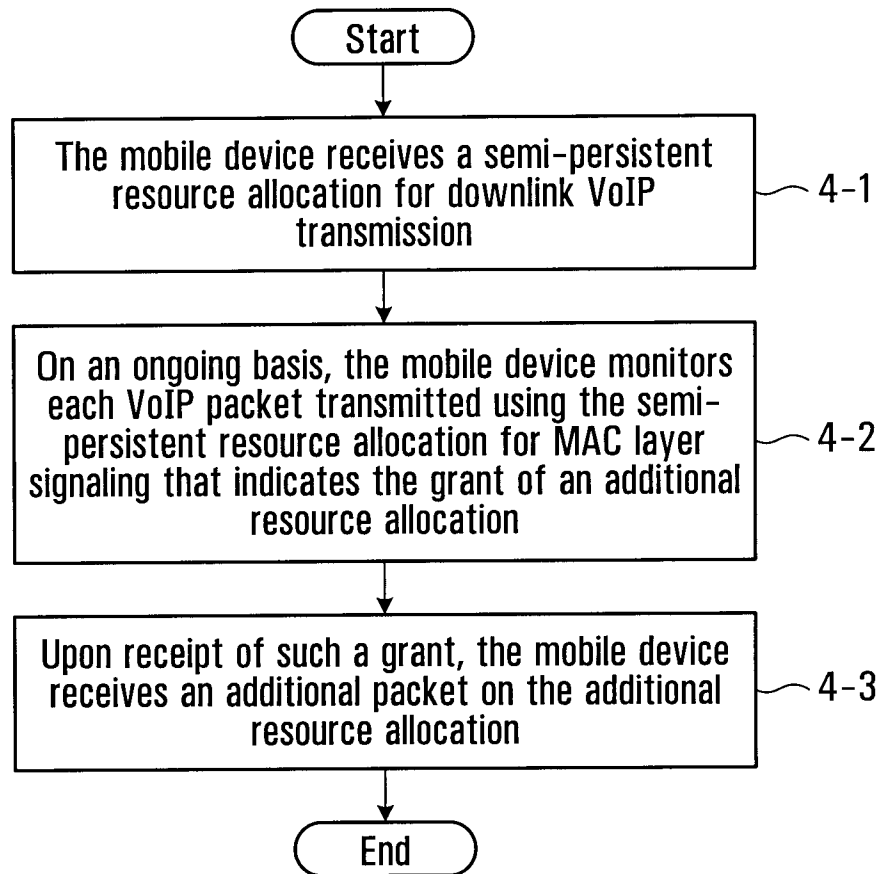 Start
The mobile device receives a semi-persistent
resource allocation for downlink VoIP
transmission
4-1
On an ongoing basis, the mobile device monitors
each VoIP packet transmitted using the semi-
persistent resource allocation for MAC layer
signaling that indicates the grant of an additional
resource allocation
4-2
Upon receipt of such a grant, the mobile device
receives an additional packet on the additional
resource allocation
4-3
End